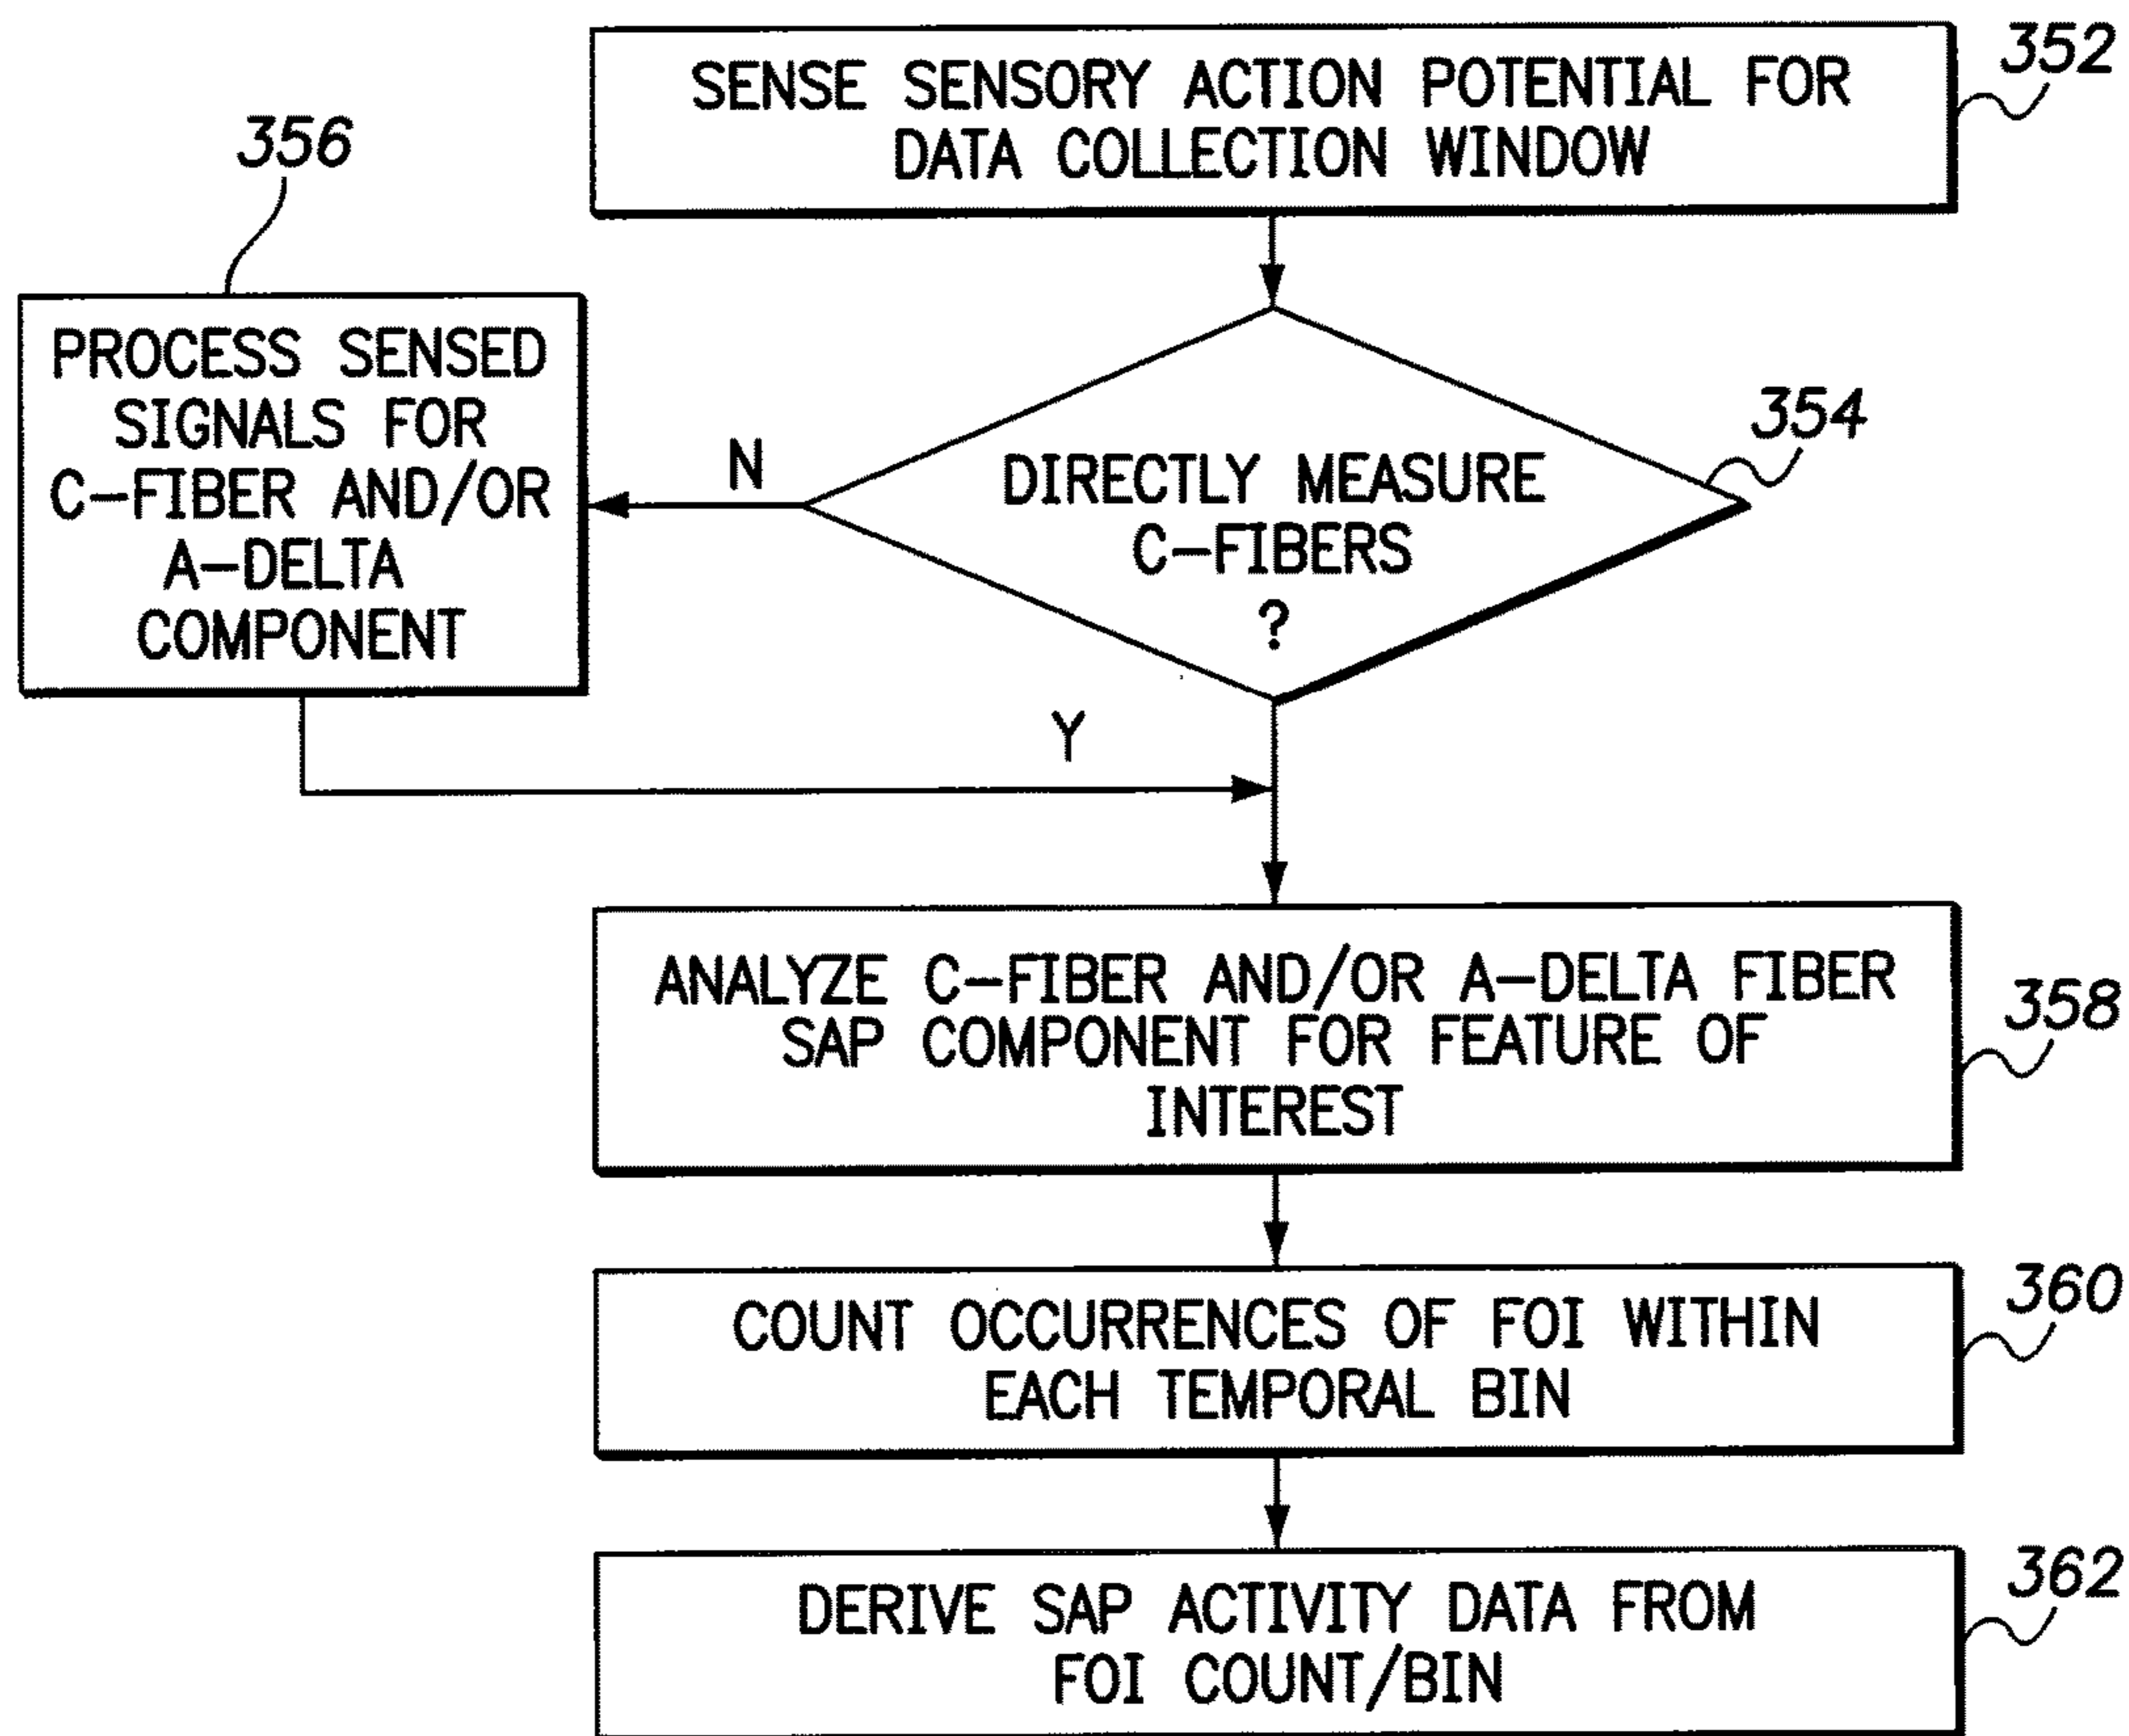 SENSE SENSORY ACTION POTENTIAL FOR
DATA COLLECTION WINDOW
352
356
PROCESS SENSED
SIGNALS FOR
C-FIBER AND/OR
A-DELTA
COMPONENT
N
DIRECTLY MEASURE
C-FIBERS
?
354
Y
ANALYZE C-FIBER AND/OR A-DELTA FIBER
SAP COMPONENT FOR FEATURE OF
INTEREST
358
COUNT OCCURRENCES OF FOI WITHIN
EACH TEMPORAL BIN
360
DERIVE SAP ACTIVITY DATA FROM
FOI COUNT/BIN
362